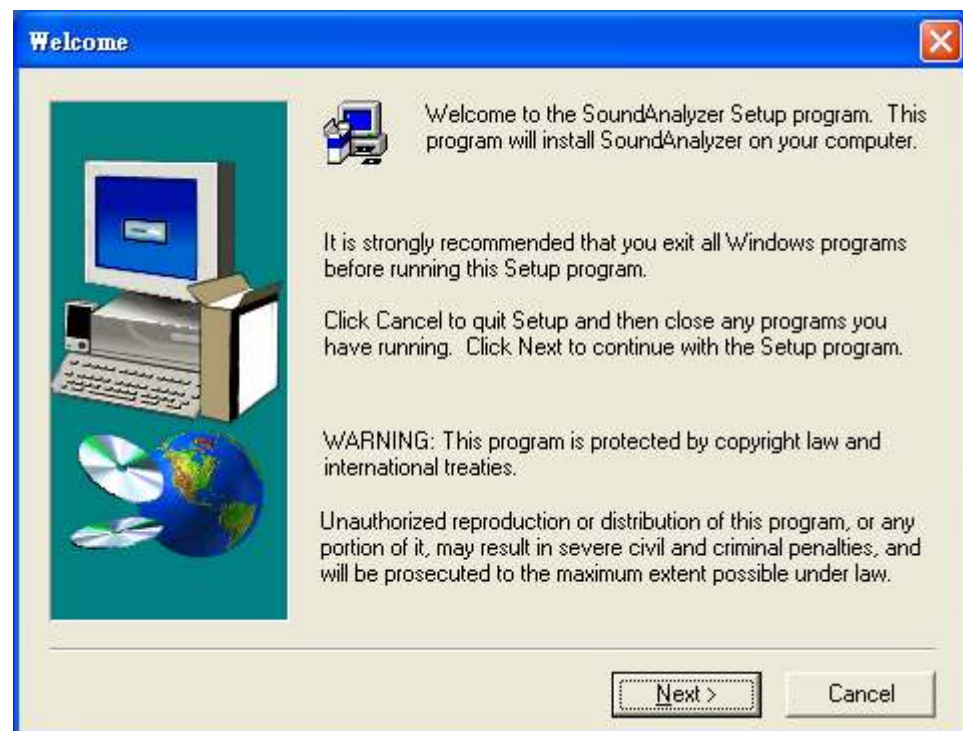 Welcome
Welcome to the SoundAnalyzer Setup program. This
program will install SoundAnalyzer on your computer.
It is strongly recommended that you exit all Windows programs
before running this Setup program.
Click Cancel to quit Setup and then close any programs you
have running. Click Next to continue with the Setup program.
WARNING: This program is protected by copyright law and
international treaties.
Unauthorized reproduction or distribution of this program, or any
portion of it, may result in severe civil and criminal penalties, and
will be prosecuted to the maximum extent possible under law.
Next >
Cancel